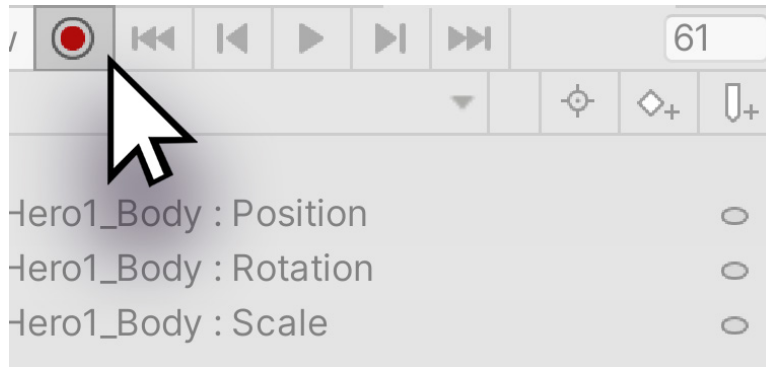 61
Hero1_Body : Position
Hero1_Body : Rotation
Hero1_Body : Scale